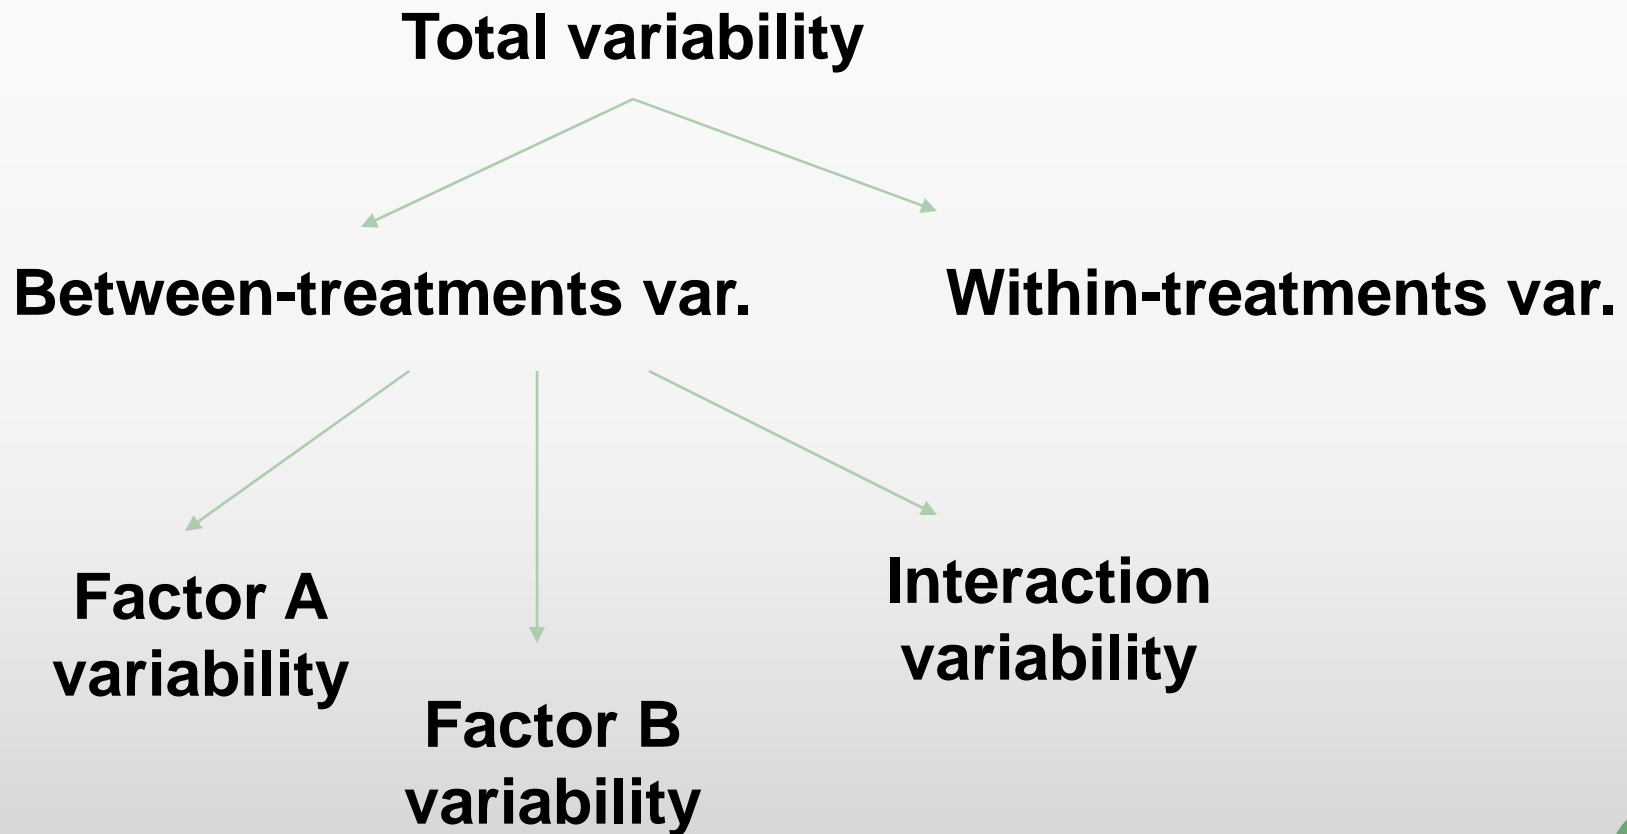 Total variability
Between-treatments var.
Within-treatments var.
Factor A
variability
Factor B
variability
Interaction
variability